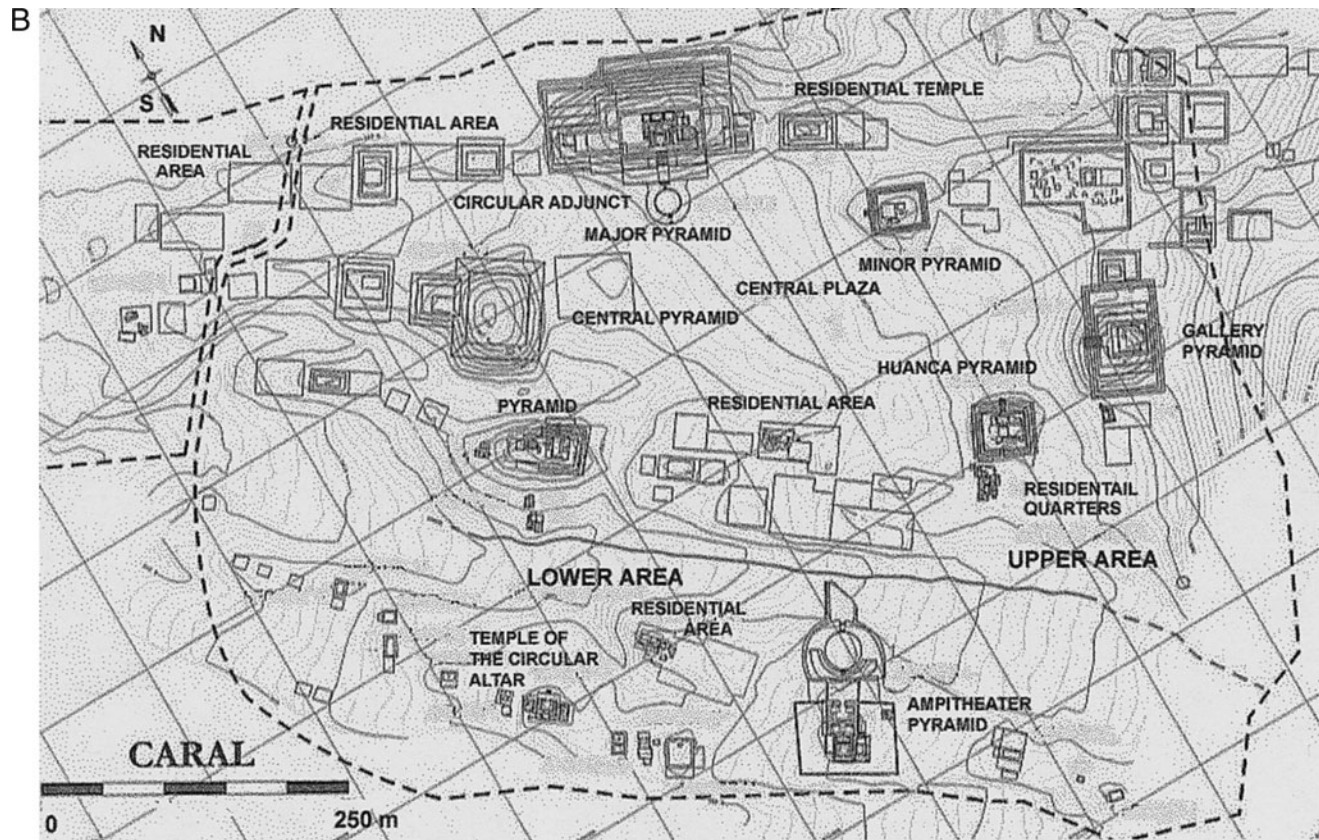 B
N
S
RESIDENTIAL TEMPLE
RESIDENTIAL AREA
RESIDENTIAL
AREA
CIRCULAR ADJUNCT
MAJOR PYRAMID
MINOR PYRAMID
CENTRAL PLAZA
CENTRAL PYRAMID
GALLERY
PYRAMID
HUANCA PYRAMID
PYRAMID
RESIDENTIAL AREA
RESIDENTAIL
QUARTERS
UPPER AREA
LOWER AREA
RESIDENTIAL
AREA
TEMPLE OF
THE CIRCULAR
ALTAR
AMPITHEATER
PYRAMID
CARAL
0
250 m